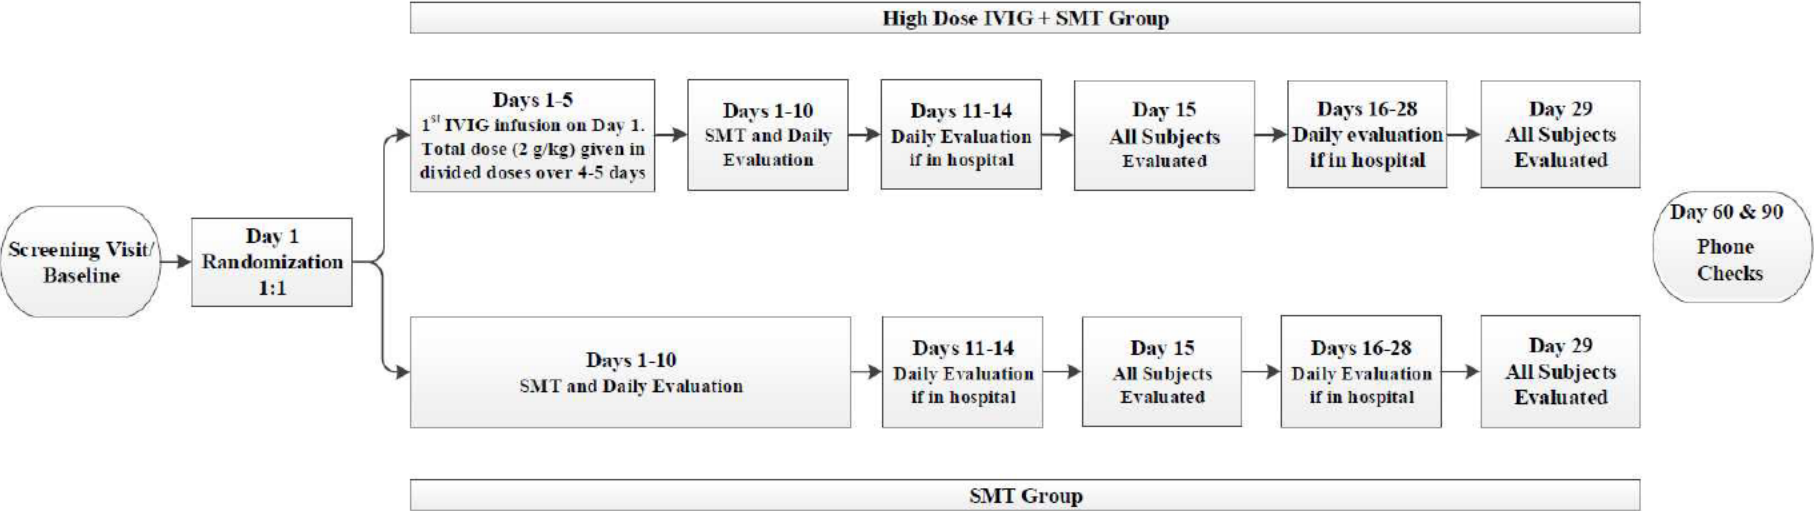 High Dose IVIG + SMT Group
Screening Visit/
Baseline
Day 1
Randomization
1:1
Days 1-5
1st IVIG infusion on Day 1.
Total dose (2 g/kg) given in
divided doses over 4-5 days
Days 1-10
SMT and Daily
Evaluation
Days 11-14
Daily Evaluation
if in hospital
Day 15
All Subjects
Evaluated
Days 16-28
Daily evaluation
if in hospital
Day 29
All Subjects
Evaluated
Days 1-10
SMT and Daily Evaluation
Days 11-14
Daily Evaluation
if in hospital
Day 15
All Subjects
Evaluated
Days 16-28
Daily Evaluation
if in hospital
Day 29
All Subjects
Evaluated
Day 60 & 90
Phone
Checks
SMT Group